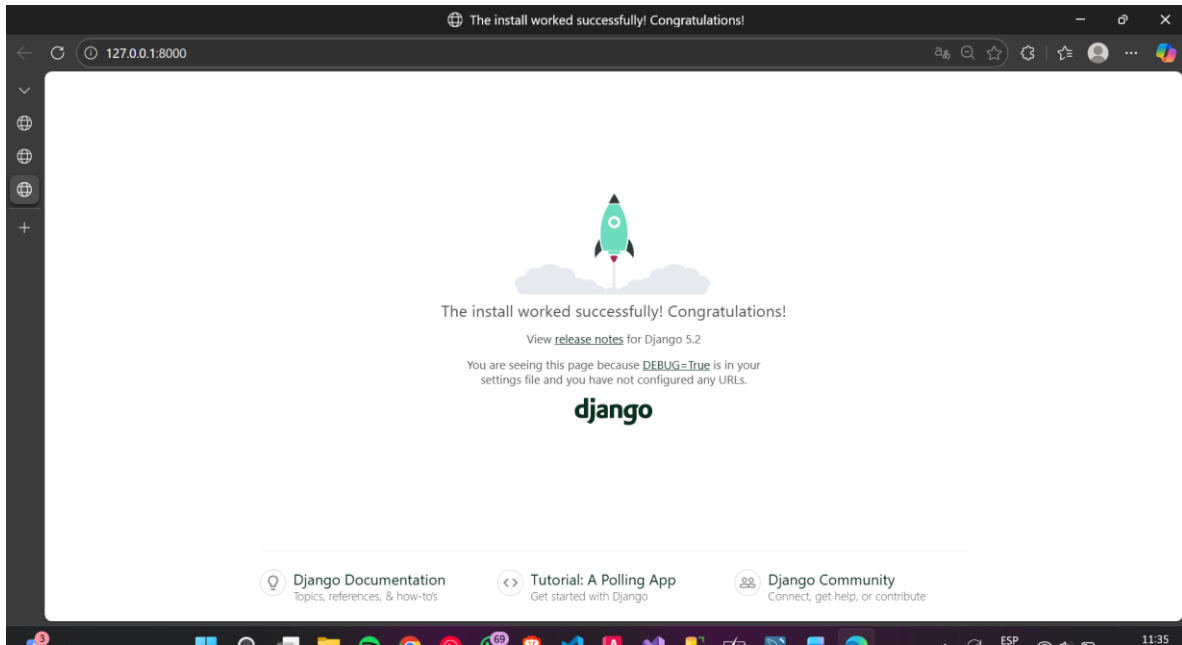 The install worked successfully! Congratulations!
127.0.0.1:8000
The install worked successfully! Congratulations!
View release notes for Django 5.2
You are seeing this page because DEBUG=True is in your
settings file and you have not configured any URLs.
django
Django Documentation
Topics, references, & how-to's
Tutorial: A Polling App
Get started with Django
Django Community
Connect, get help, or contribute
3
69
ESP
11:35